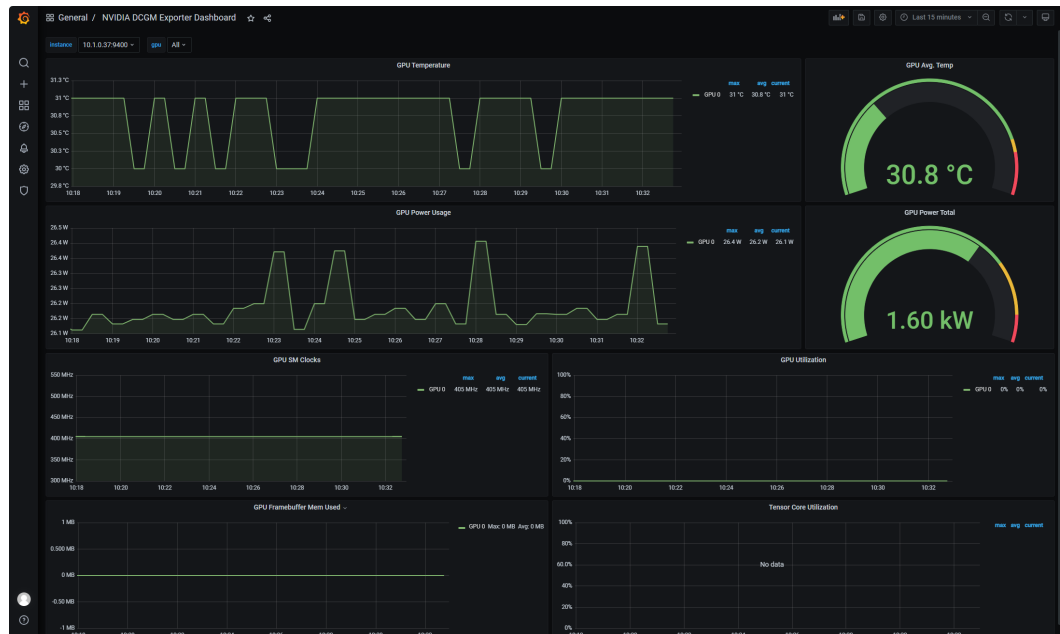 General / NVIDIA DCGM Exporter Dashboard
Last 15 minutes
instance 10.1.0.37:9400 gpu All
GPU Temperature
31.3 °C
31 °C
30.8 °C
30.5 °C
30.3 °C
30 °C
29.8 °C
10:18 10:19 10:20 10:21 10:22 10:23 10:24 10:25 10:26 10:27 10:28 10:29 10:30 10:31 10:32
max avg current
GPU 0 31 °C 30.8 °C 31 °C
GPU Avg. Temp
30.8 °C
GPU Power Usage
26.5 W
26.4 W
26.4 W
26.3 W
26.3 W
26.2 W
26.2 W
26.1 W
10:18 10:19 10:20 10:21 10:22 10:23 10:24 10:25 10:26 10:27 10:28 10:29 10:30 10:31 10:32
max avg current
GPU 0 26.4 W 26.2 W 26.1 W
GPU Power Total
1.60 kW
GPU SM Clocks
550 MHz
500 MHz
450 MHz
400 MHz
350 MHz
300 MHz
10:18 10:20 10:22 10:24 10:26 10:28 10:30 10:32
max avg current
GPU 0 405 MHz 405 MHz 405 MHz
GPU Utilization
100%
80%
60%
40%
20%
0%
10:18 10:20 10:22 10:24 10:26 10:28 10:30 10:32
max avg current
GPU 0 0% 0% 0%
GPU Framebuffer Mem Used
1 MB
0.500 MB
0 MB
-0.50 MB
-1 MB
GPU 0 Max: 0 MB Avg: 0 MB
Tensor Core Utilization
100%
80%
60.0%
40%
20%
0%
No data
max avg current